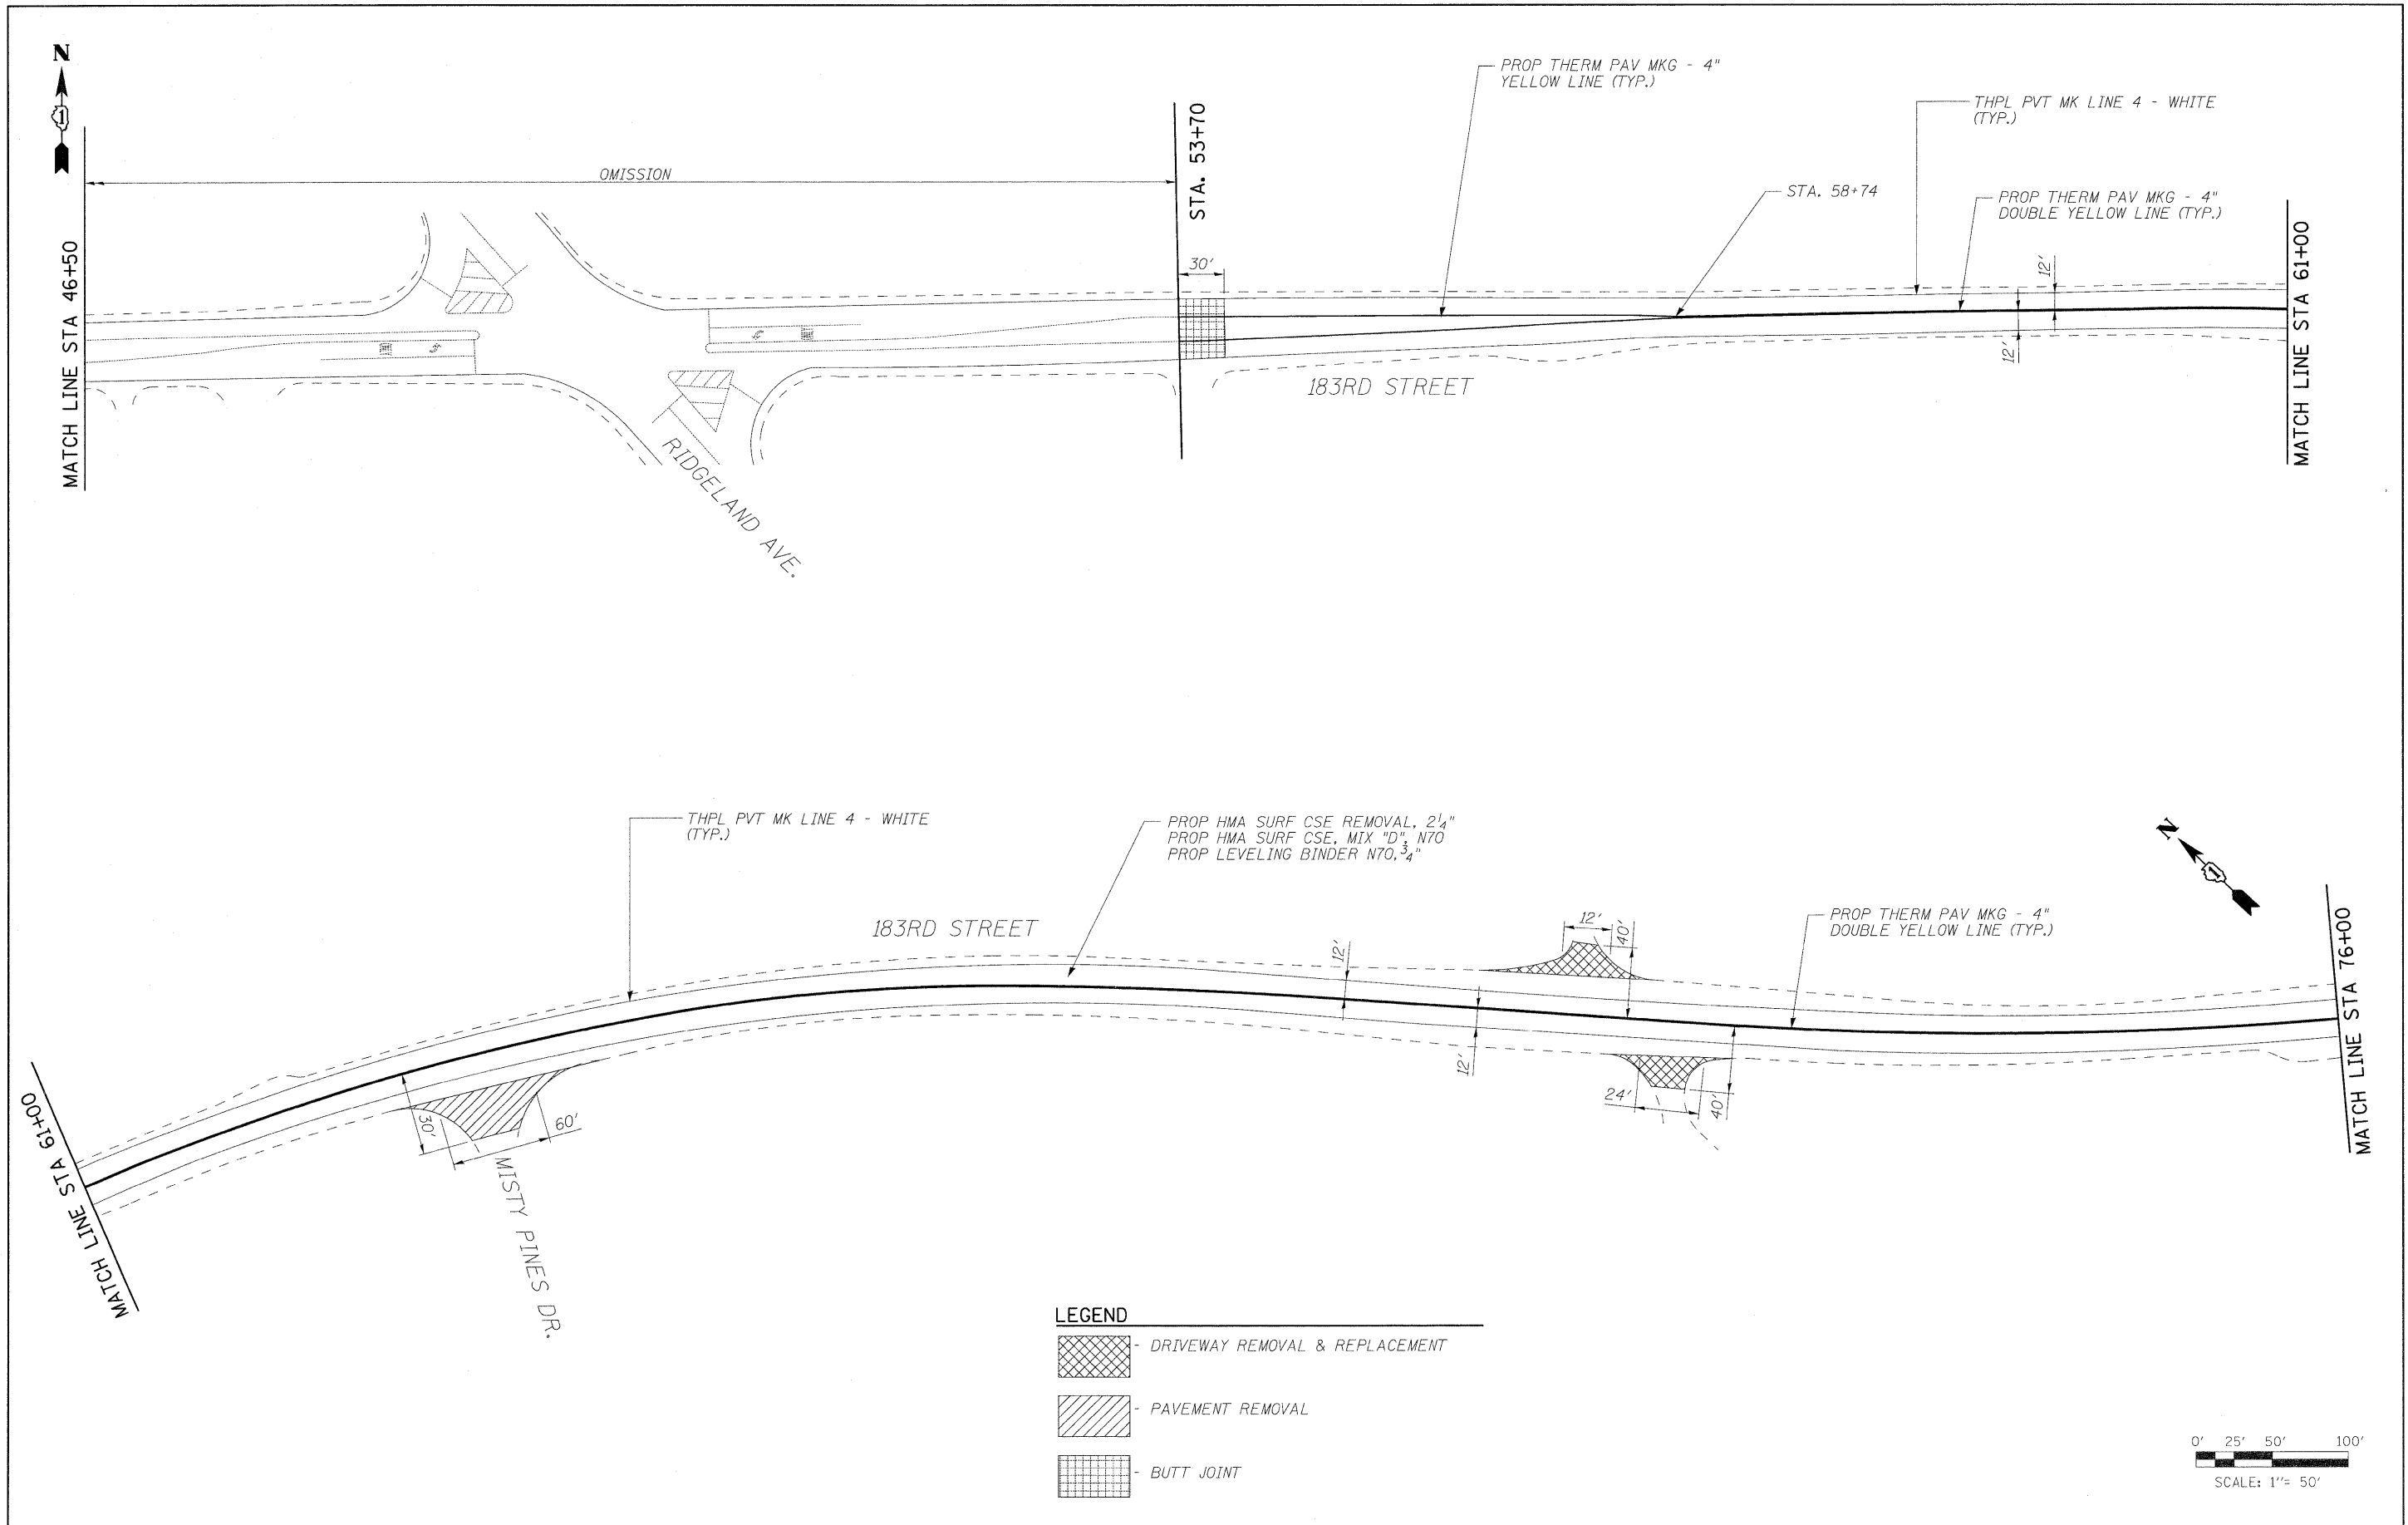 N
1
MATCH LINE STA 46+50
OMISSION
STA. 53+70
30'
PROP THERM PAV MKG - 4"
YELLOW LINE (TYP.)
THPL PVT MK LINE 4 - WHITE
(TYP.)
STA. 58+74
PROP THERM PAV MKG - 4"
DOUBLE YELLOW LINE (TYP.)
12'
12'
MATCH LINE STA 61+00
183RD STREET
RIDGELAND AVE.
THPL PVT MK LINE 4 - WHITE
(TYP.)
PROP HMA SURF CSE REMOVAL, 2 1/4"
PROP HMA SURF CSE, MIX "D", N70
PROP LEVELING BINDER N70, 3/4"
N
1
183RD STREET
12'
12'
12'
40'
PROP THERM PAV MKG - 4"
DOUBLE YELLOW LINE (TYP.)
MATCH LINE STA 76+00
24'
40'
MATCH LINE STA 61+00
30'
60'
MISTY PINES DR.
LEGEND
- DRIVEWAY REMOVAL & REPLACEMENT
- PAVEMENT REMOVAL
- BUTT JOINT
0' 25' 50' 100'
SCALE: 1"= 50'